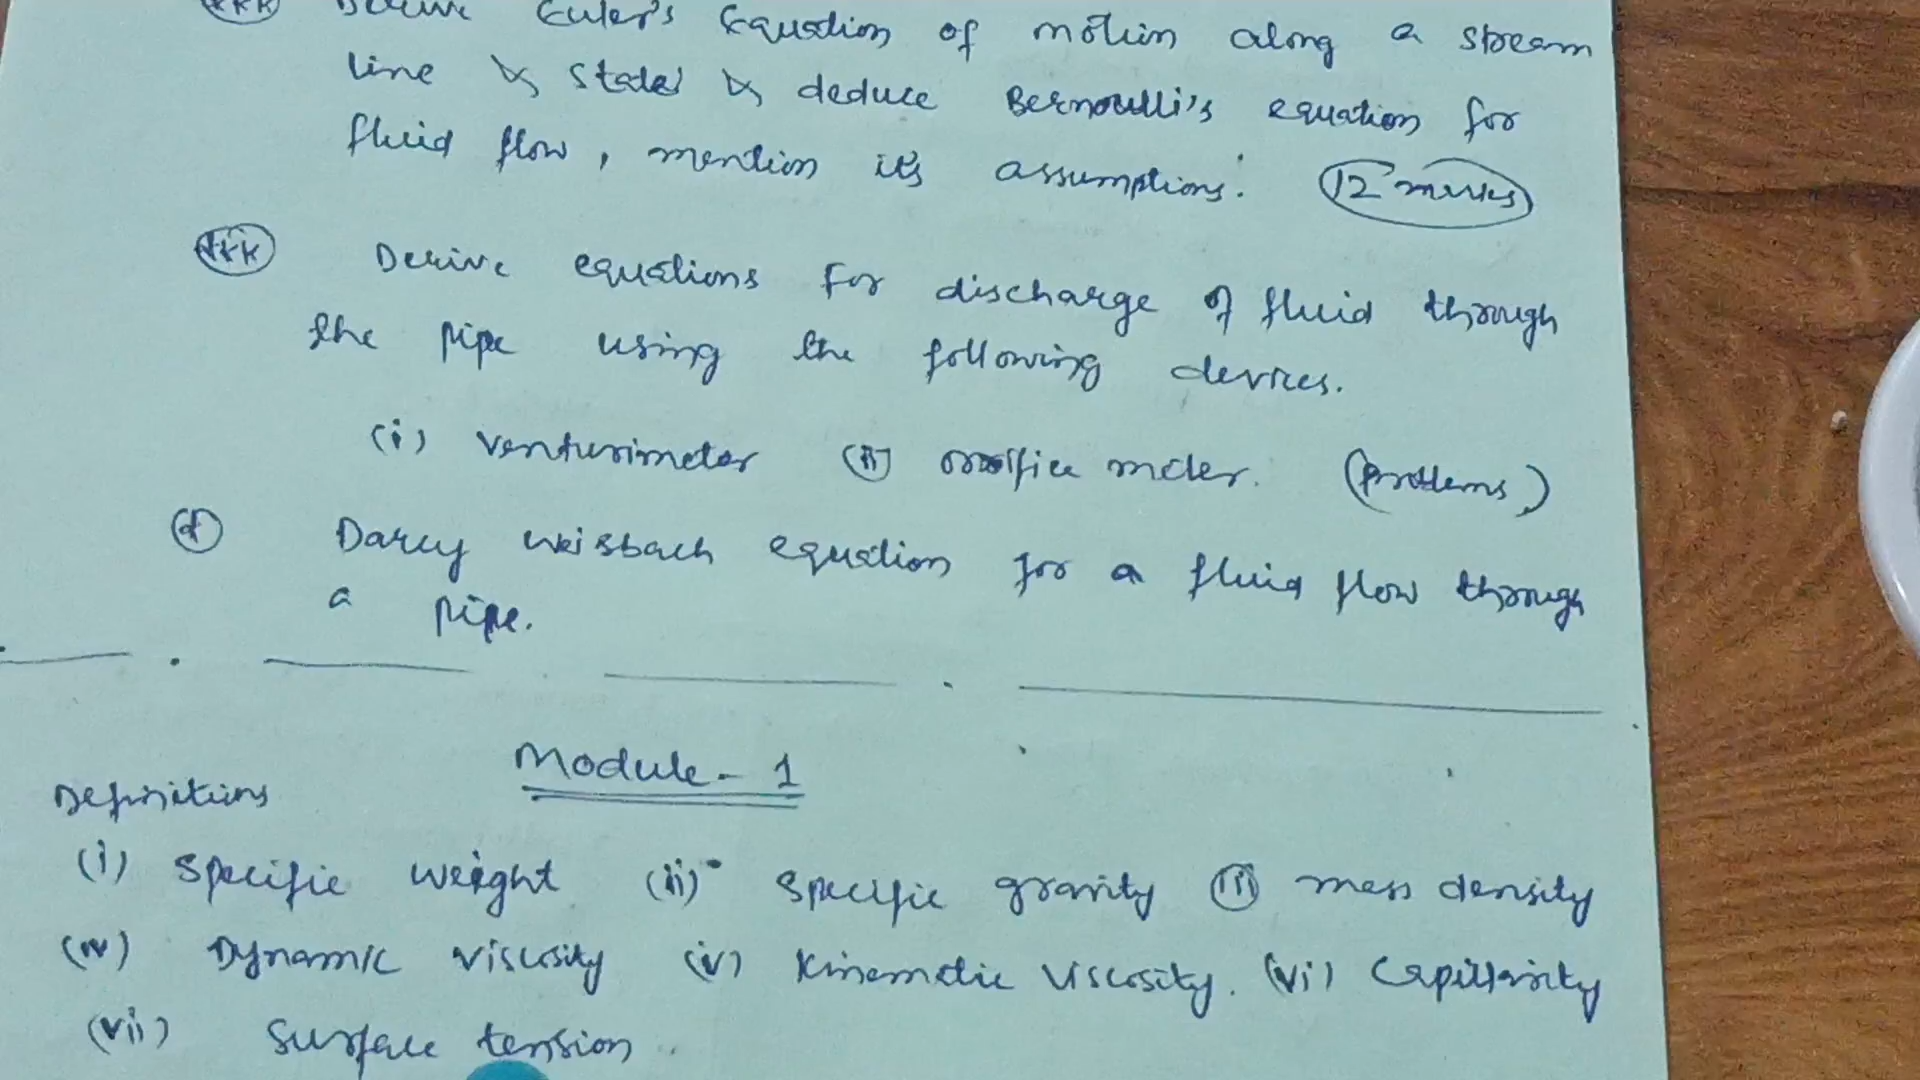 *** Derive Euler's Equation of motion along a stream
line & state & deduce Bernoulli's equation for
fluid flow, mention its assumptions. 12 marks
*** Derive equations for discharge of fluid through
the pipe using the following devices.
(i) Venturimeter (ii) orifice meter. (Problems)
Darcy weisbach equation for a fluid flow through
a pipe.
Module - 1
Definitions
(i) Specific weight (ii) Specific gravity (iii) mass density
(iv) Dynamic viscosity (v) Kinematic viscosity. (vi) Capillarity
(vii) Surface tension